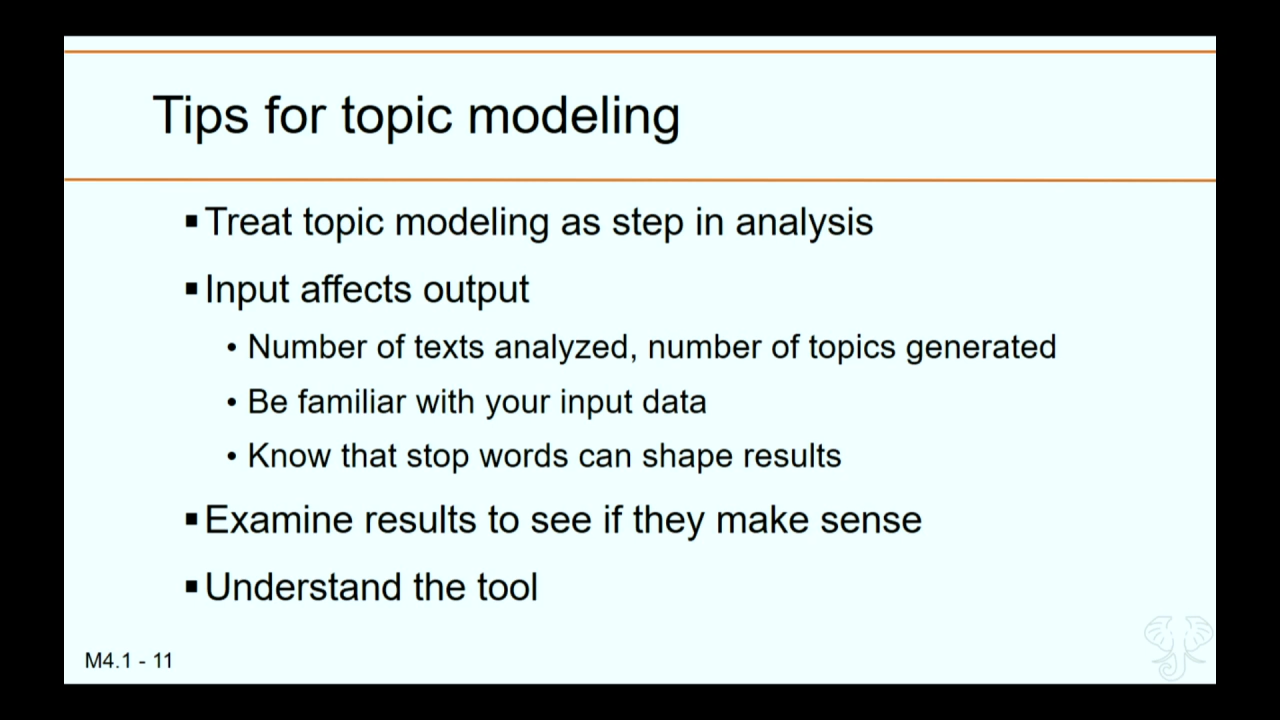 Tips for topic modeling
▪ Treat topic modeling as step in analysis
▪ Input affects output
• Number of texts analyzed, number of topics generated
• Be familiar with your input data
• Know that stop words can shape results
▪ Examine results to see if they make sense
▪ Understand the tool
M4.1 - 11